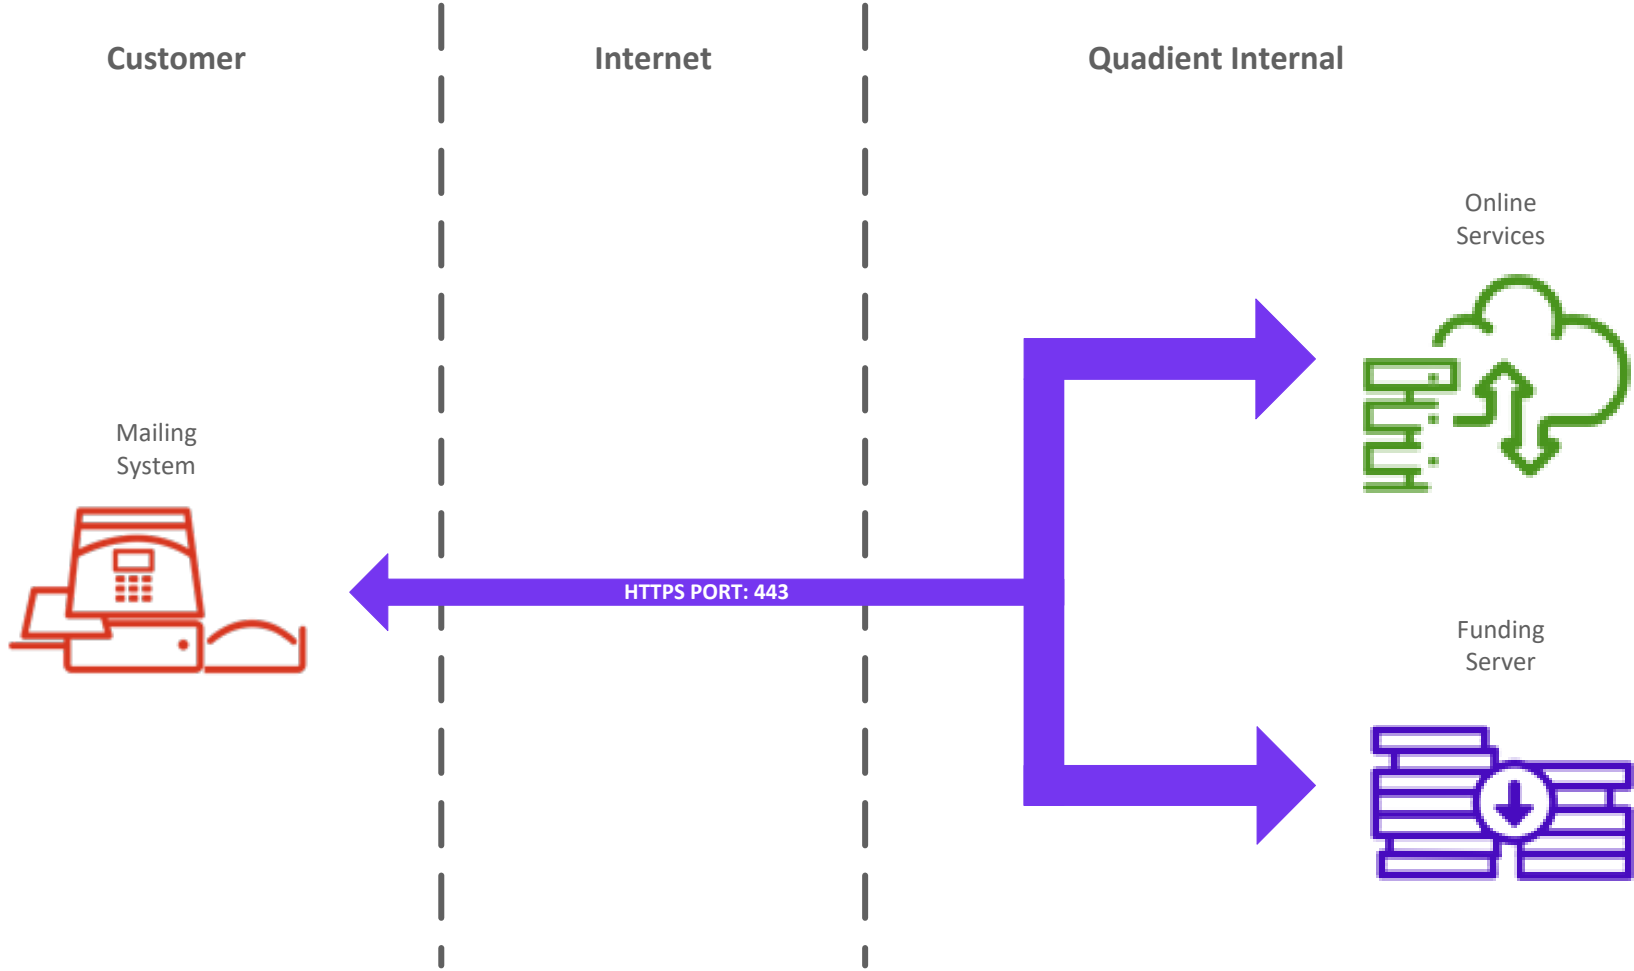 Customer
Internet
Quadient Internal
Online
Services
Mailing
System
HTTPS PORT: 443
Funding
Server